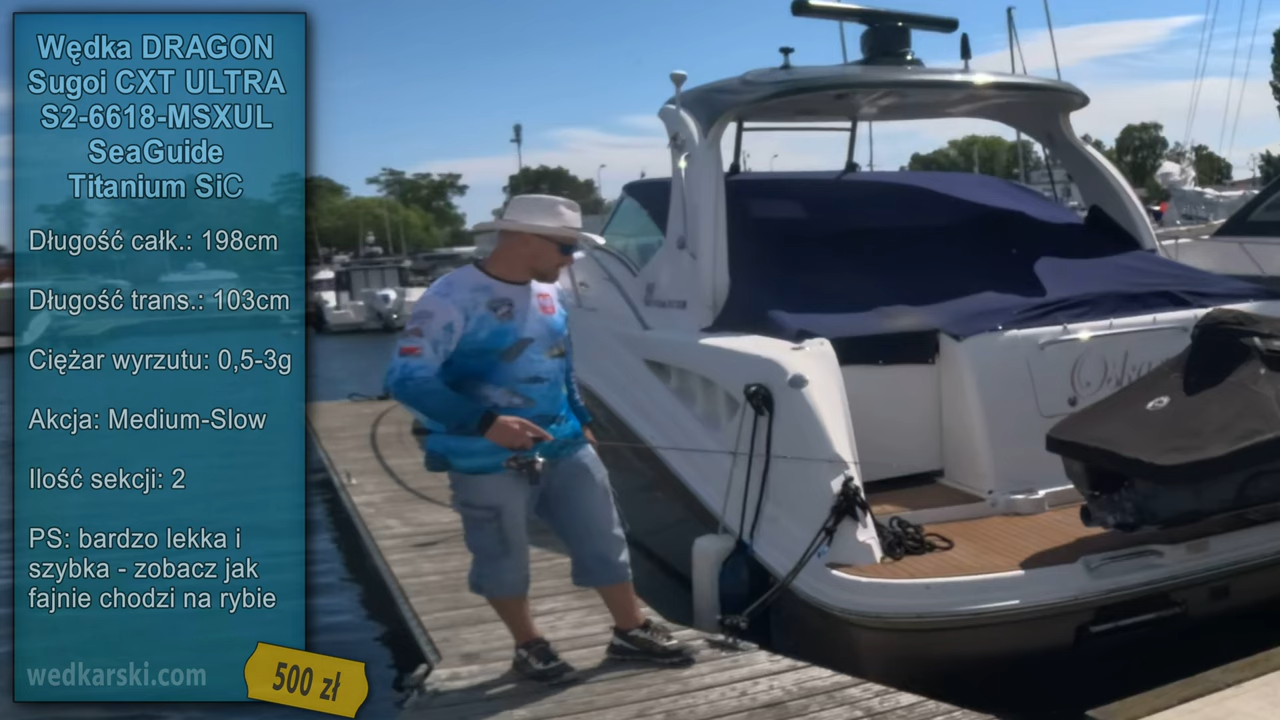 Wędka DRAGON
Sugoi CXT ULTRA
S2-6618-MSXUL
SeaGuide
Titanium SiC
Długość całk.: 198cm
Długość trans.: 103cm
Ciężar wyrzutu: 0,5-3g
Akcja: Medium-Slow
Ilość sekcji: 2
PS: bardzo lekka i
szybka - zobacz jak
fajnie chodzi na rybie
wedkarski.com
500 zł